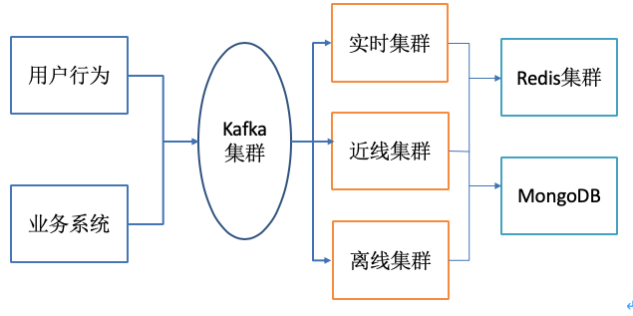 用户行为
业务系统
Kafka
集群
实时集群
近线集群
离线集群
Redis集群
MongoDB